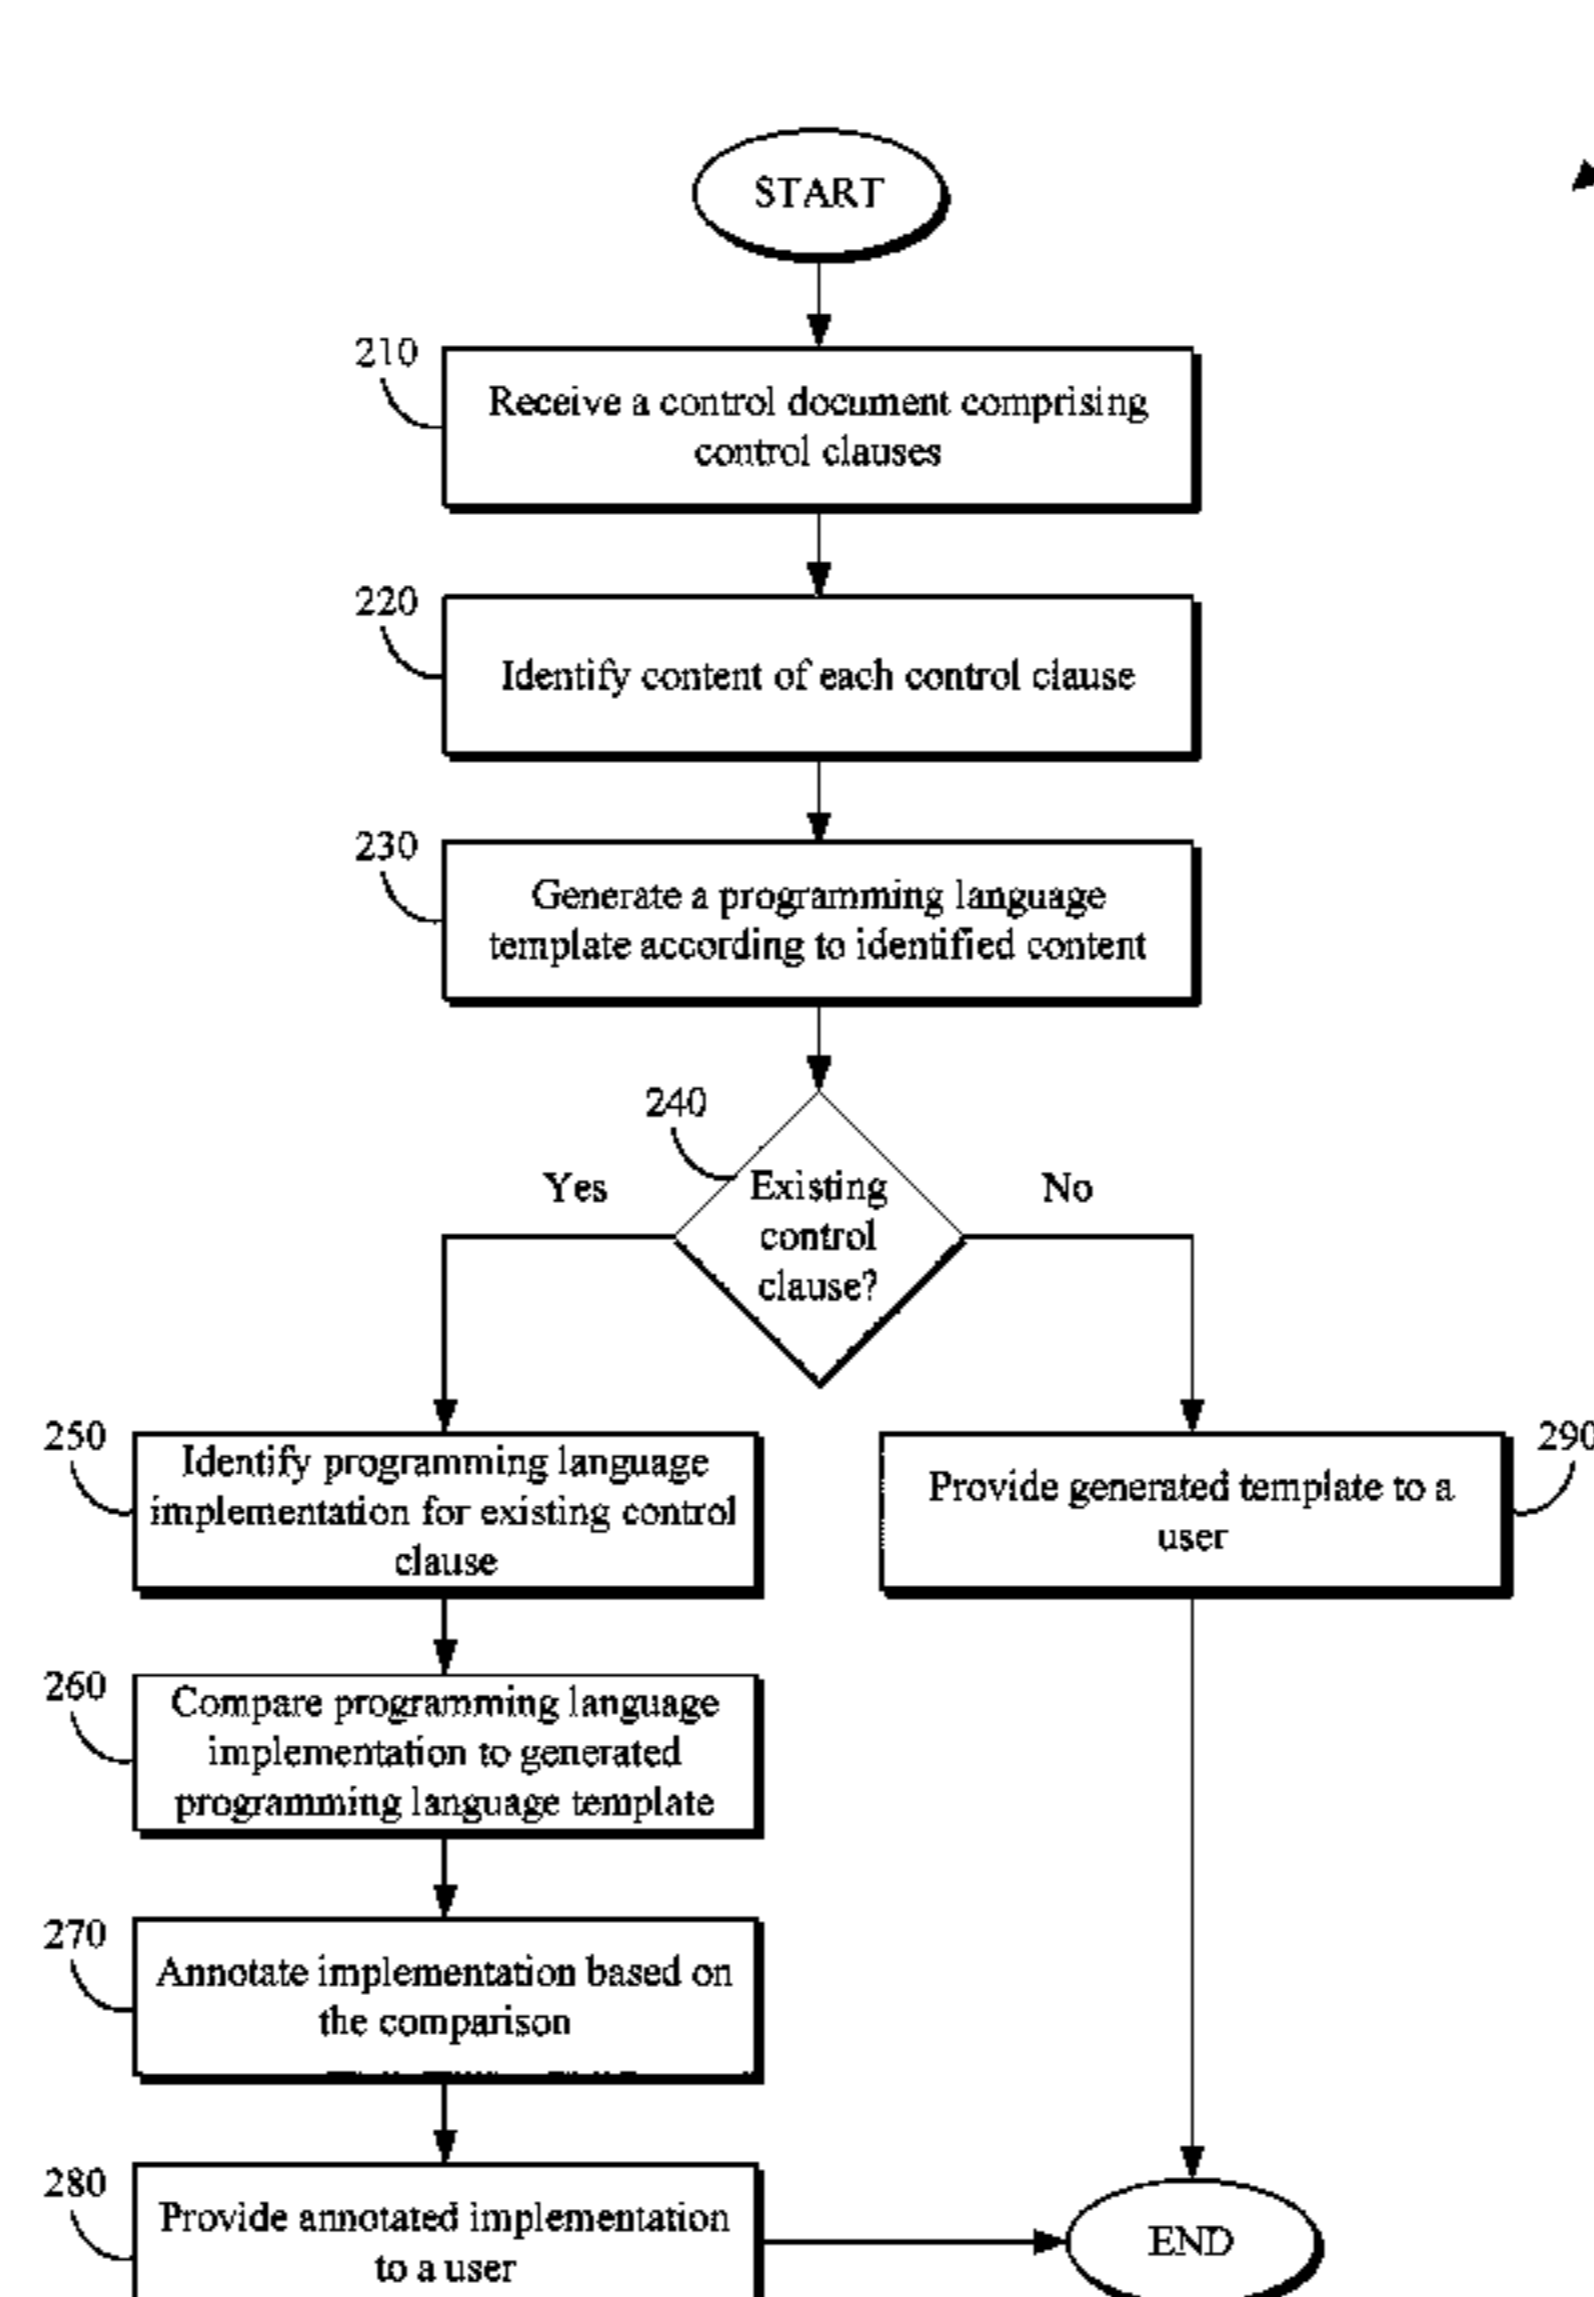 START
210
Receive a control document comprising
control clauses
220
Identify content of each control clause
230
Generate a programming language
template according to identified content
240
Yes
Existing
control
clause?
No
250
Identify programming language
implementation for existing control
clause
Provide generated template to a
user
290
260
Compare programming language
implementation to generated
programming language template
270
Annotate implementation based on
the comparison
280
Provide annotated implementation
to a user
END